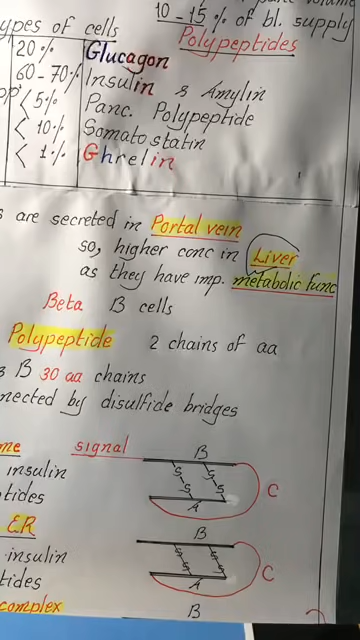 10-15 % of bl. supply
ypes of cells
Polypeptides
20 % Glucagon
60-70% Insulin & Amylin
< 5% Panc. Polypeptide
< 10% Somatostatin
< 1% Ghrelin
s are secreted in Portal vein
so, higher conc in Liver
as they have imp. metabolic func
Beta B cells
Polypeptide 2 chains of aa
B 30 aa chains
nected by disulfide bridges
me signal B
insulin S S S S
tides A C
ER B
insulin S S S S
tides A C
complex B